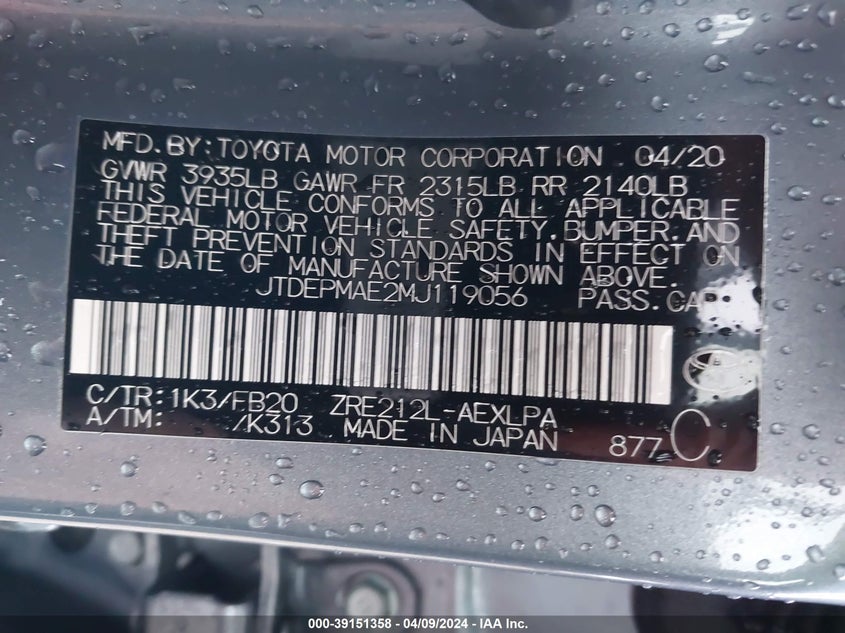 MFD.BY:TOYOTA MOTOR CORPORATION 04/20
GVWR 3935LB GAWR FR 2315LB RR 2140LB
THIS VEHICLE CONFORMS TO ALL APPLICABLE
FEDERAL MOTOR VEHICLE SAFETY,BUMPER,AND
THEFT PREVENTION STANDARDS IN EFFECT ON
THE DATE OF MANUFACTURE SHOWN ABOVE.
JTDEPMAE2MJ119056 PASS.CAR
C/TR:1K3/FB20 ZRE212L-AEXLPA
A/TM: /K313 MADE IN JAPAN 877 C
000-39151358 | 04/09/2024 | IAA Inc.